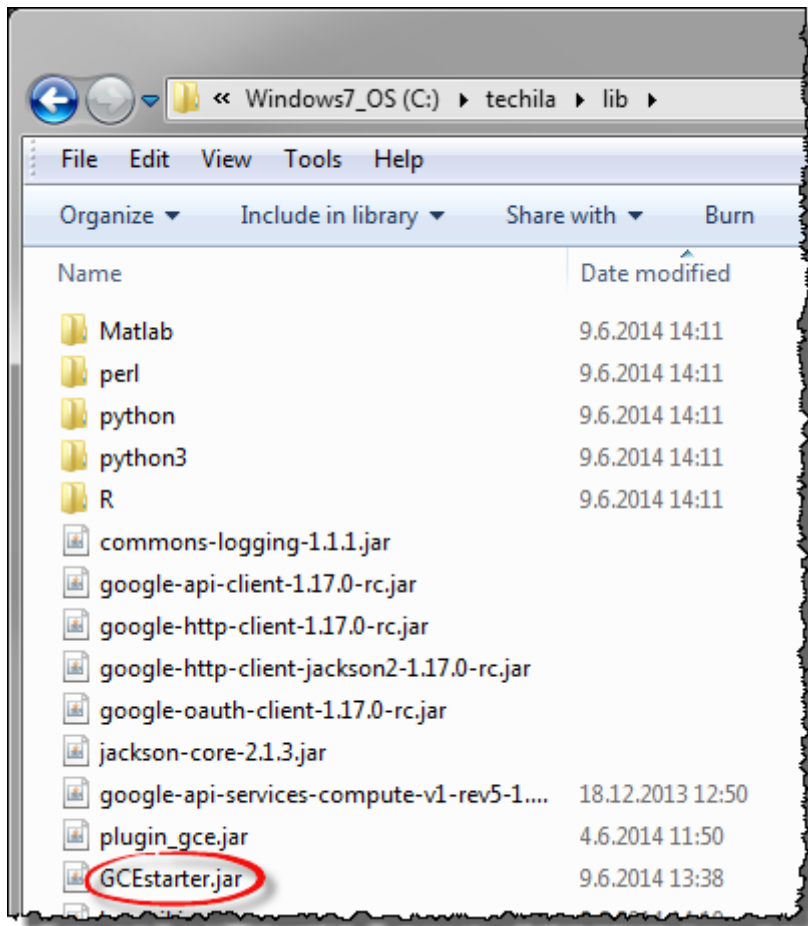 « Windows7_OS (C:) ▸ techila ▸ lib ▸
File Edit View Tools Help
Organize ▾ Include in library ▾ Share with ▾ Burn
Name Date modified
Matlab 9.6.2014 14:11
perl 9.6.2014 14:11
python 9.6.2014 14:11
python3 9.6.2014 14:11
R 9.6.2014 14:11
commons-logging-1.1.1.jar
google-api-client-1.17.0-rc.jar
google-http-client-1.17.0-rc.jar
google-http-client-jackson2-1.17.0-rc.jar
google-oauth-client-1.17.0-rc.jar
jackson-core-2.1.3.jar
google-api-services-compute-v1-rev5-1.... 18.12.2013 12:50
plugin_gce.jar 4.6.2014 11:50
GCEstarter.jar 9.6.2014 13:38